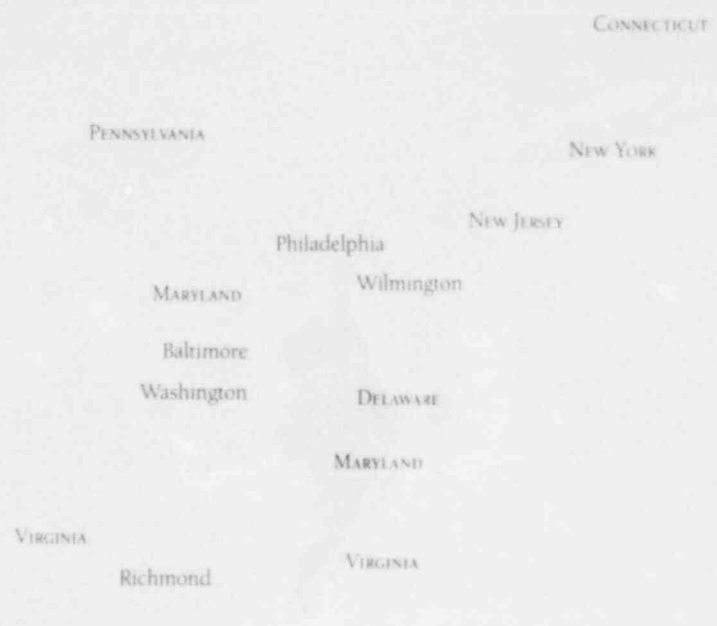 CONNECTICUT
PENNSYLVANIA
NEW YORK
NEW JERSEY
Philadelphia
Wilmington
MARYLAND
Baltimore
Washington
DELAWARE
MARYLAND
VIRGINIA
VIRGINIA
Richmond